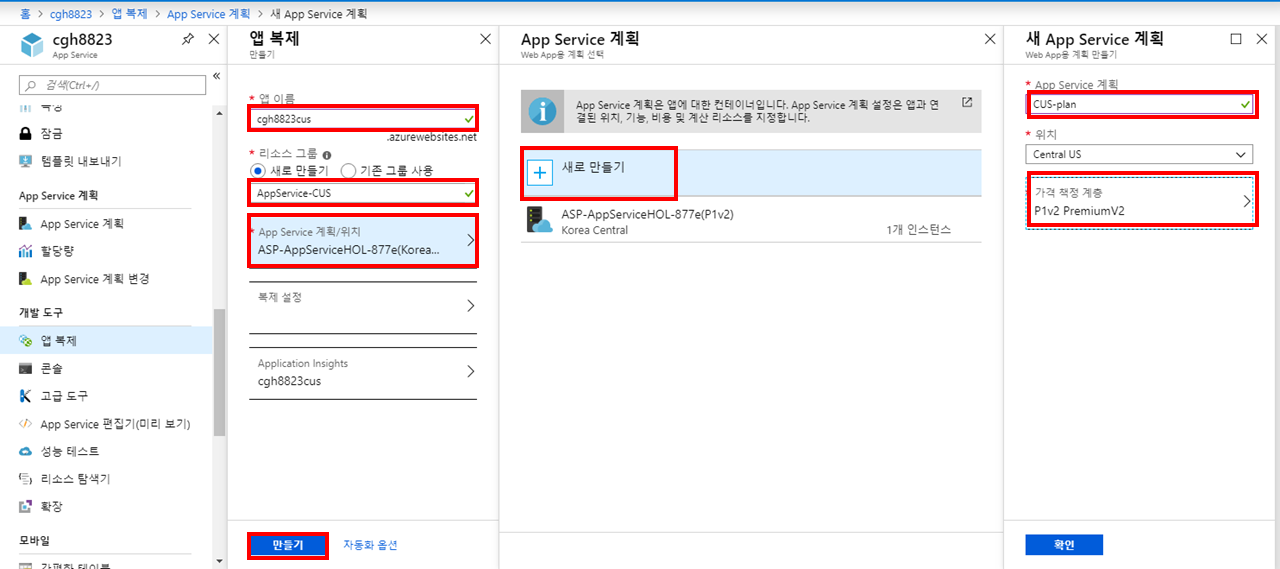 홈 > cgh8823 > 앱 복제 > App Service 계획 > 새 App Service 계획
cgh8823
App Service
검색(Ctrl+/)
속성
잠금
템플릿 내보내기
App Service 계획
App Service 계획
할당량
App Service 계획 변경
개발 도구
앱 복제
콘솔
고급 도구
App Service 편집기(미리 보기)
성능 테스트
리소스 탐색기
확장
모바일
간편한 테이블
앱 복제
만들기
* 앱 이름
cgh8823cus
.azurewebsites.net
* 리소스 그룹
새로 만들기 기존 그룹 사용
AppService-CUS
* App Service 계획/위치
ASP-AppServiceHOL-877e(Korea...
복제 설정
Application Insights
cgh8823cus
만들기 자동화 옵션
App Service 계획
Web App용 계획 선택
App Service 계획은 앱에 대한 컨테이너입니다. App Service 계획 설정은 앱과 연
결된 위치, 기능, 비용 및 계산 리소스를 지정합니다.
새로 만들기
ASP-AppServiceHOL-877e(P1v2)
Korea Central 1개 인스턴스
새 App Service 계획
Web App용 계획 만들기
* App Service 계획
CUS-plan
* 위치
Central US
가격 책정 계층
P1v2 PremiumV2
확인